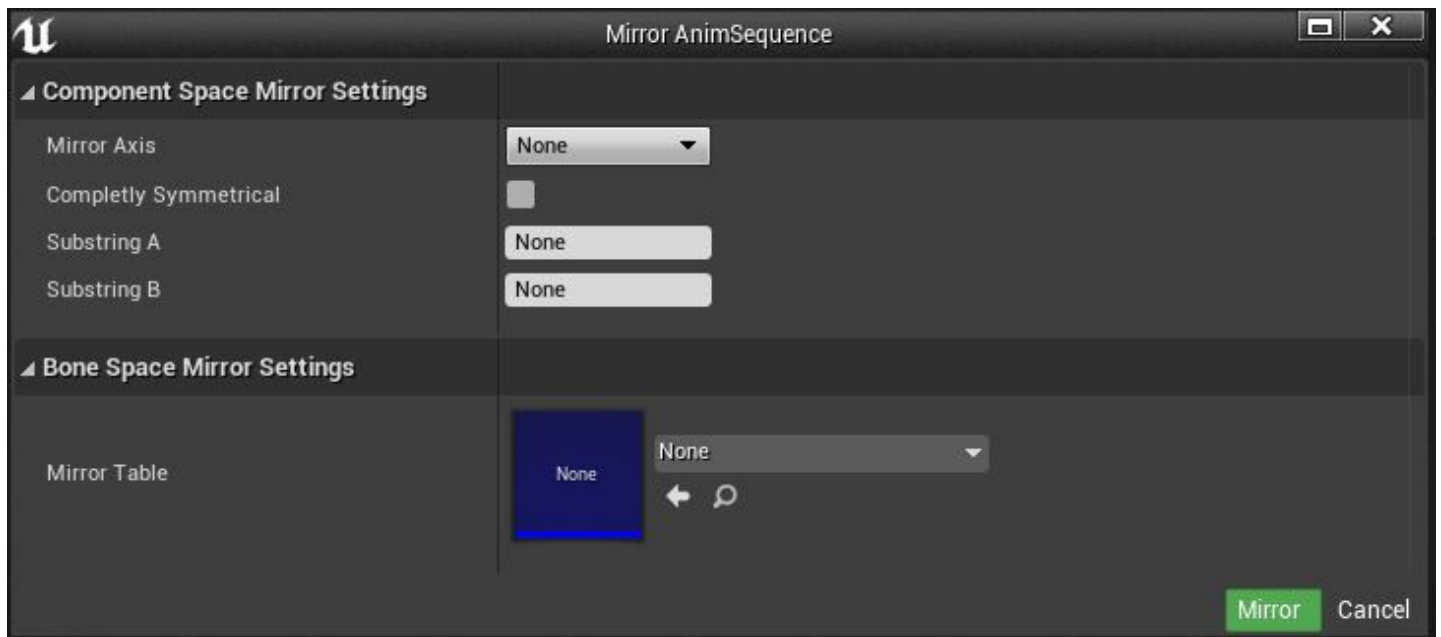 Mirror AnimSequence
Component Space Mirror Settings
Mirror Axis
None
Completly Symmetrical
Substring A
None
Substring B
None
Bone Space Mirror Settings
Mirror Table
None
None
Mirror
Cancel